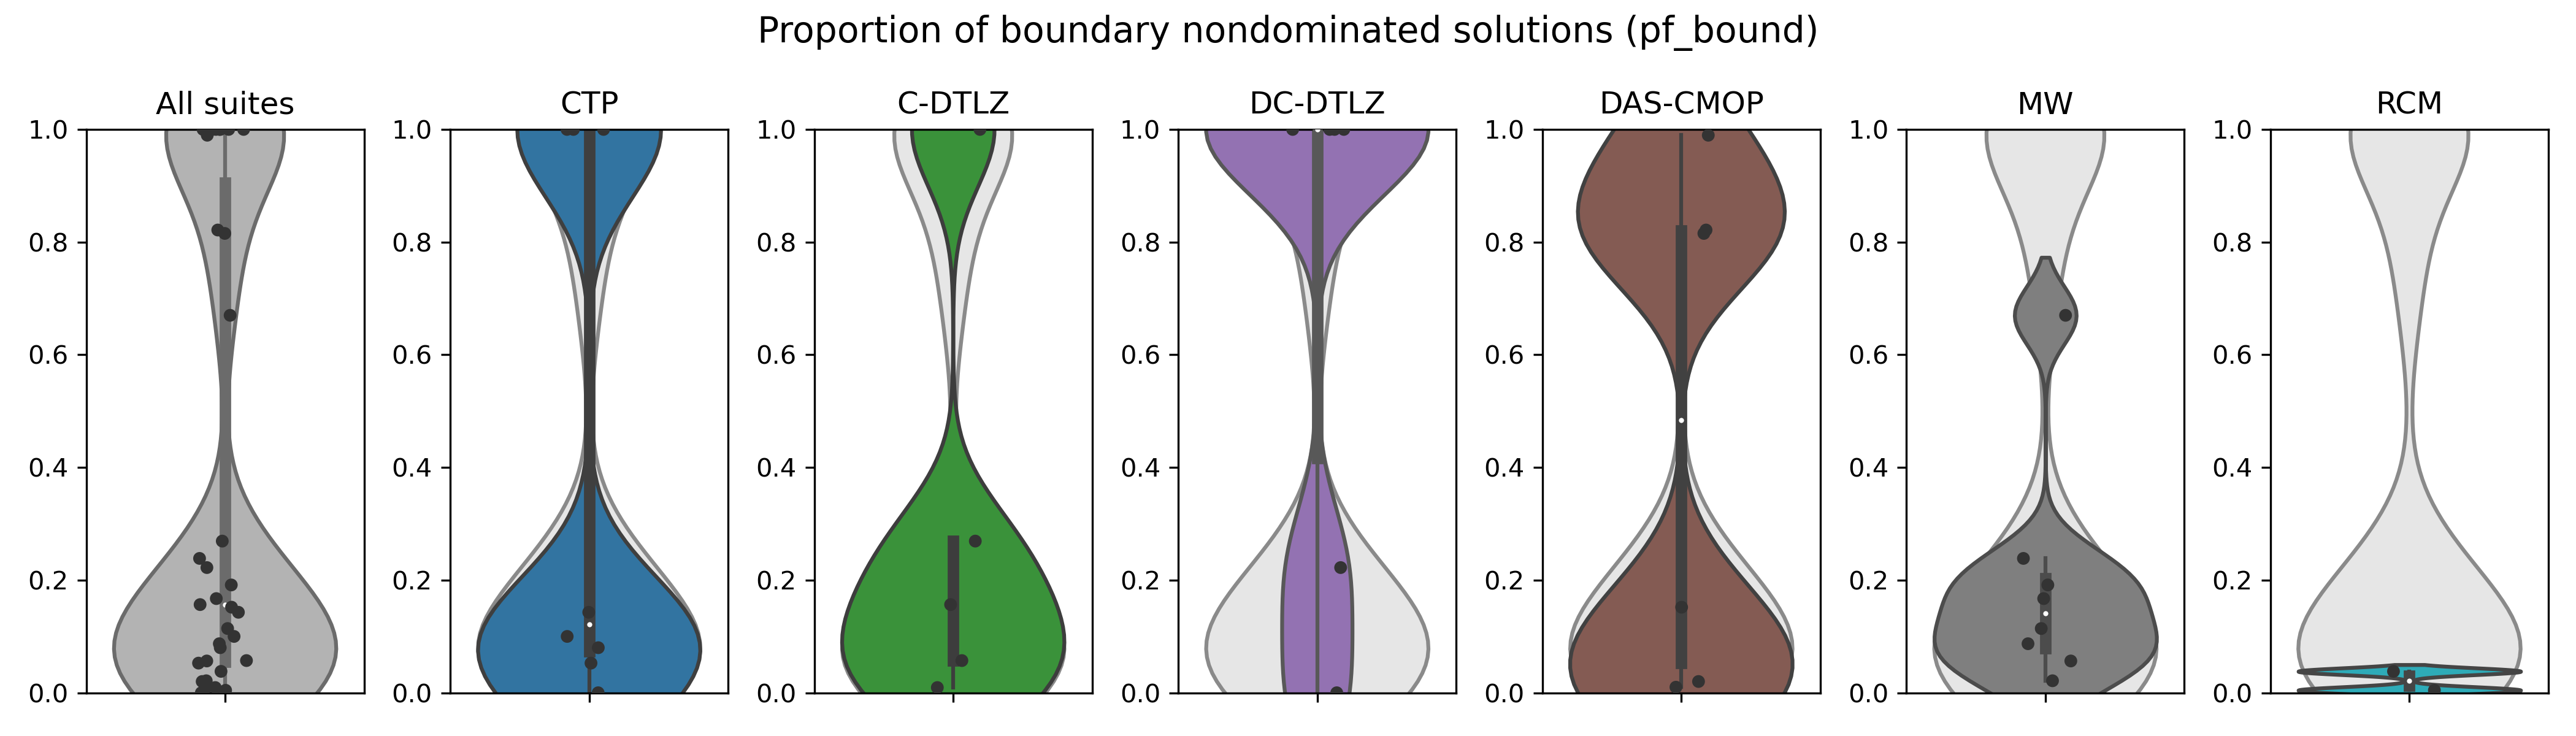 Proportion of boundary nondominated solutions (pf_bound)
All suites
CTP
C-DTLZ
DC-DTLZ
DAS-CMOP
MW
RCM
1.0 1.0 1.0 1.0 1.0 1.0 1.0
0.8 0.8 0.8 0.8 0.8 0.8 0.8
0.6 0.6 0.6 0.6 0.6 0.6 0.6
0.4 0.4 0.4 0.4 0.4 0.4 0.4
0.2 0.2 0.2 0.2 0.2 0.2 0.2
0.0 0.0 0.0 0.0 0.0 0.0 0.0